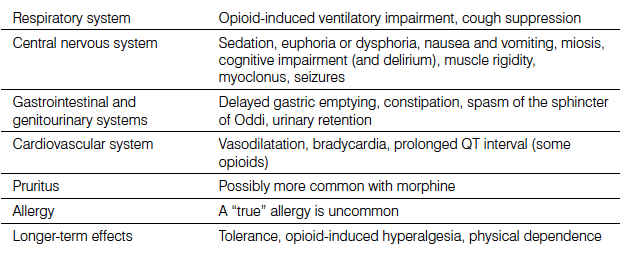 Respiratory system Opioid-induced ventilatory impairment, cough suppression
Central nervous system Sedation, euphoria or dysphoria, nausea and vomiting, miosis,
cognitive impairment (and delirium), muscle rigidity,
myoclonus, seizures
Gastrointestinal and Delayed gastric emptying, constipation, spasm of the sphincter
genitourinary systems of Oddi, urinary retention
Cardiovascular system Vasodilatation, bradycardia, prolonged QT interval (some
opioids)
Pruritus Possibly more common with morphine
Allergy A “true” allergy is uncommon
Longer-term effects Tolerance, opioid-induced hyperalgesia, physical dependence